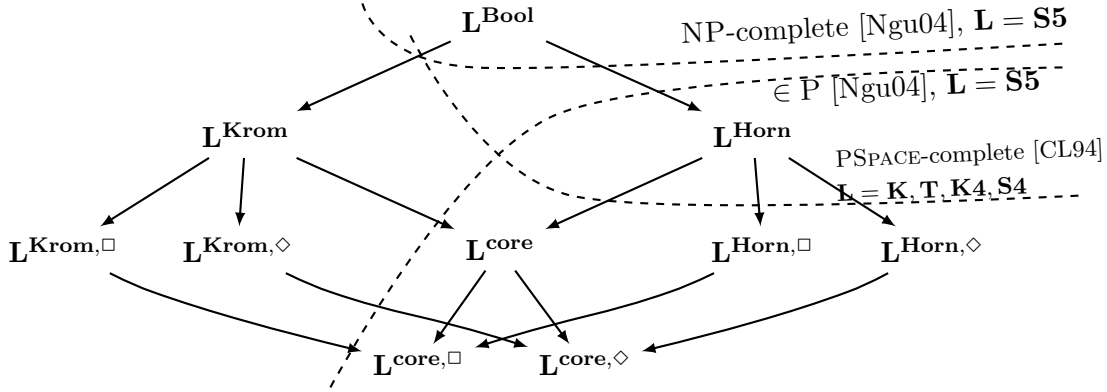 L^Bool
NP-complete [Ngu04], L = S5
∈ P [Ngu04], L = S5
L^Krom
L^Horn
PSPACE-complete [CL94]
L = K, T, K4, S4
L^Krom,□ L^Krom,◇ L^core L^Horn,□ L^Horn,◇
L^core,□ L^core,◇